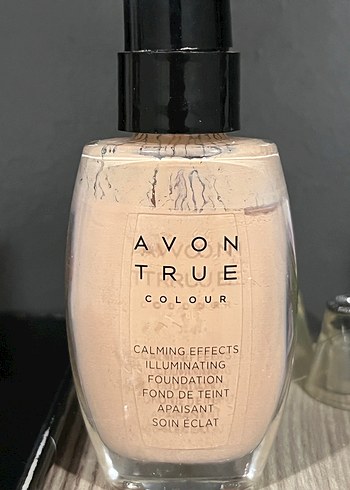 AVON
TRUE
COLOUR
CALMING EFFECTS
ILLUMINATING
FOUNDATION
FOND DE TEINT
APAISANT
SOIN ÉCLAT